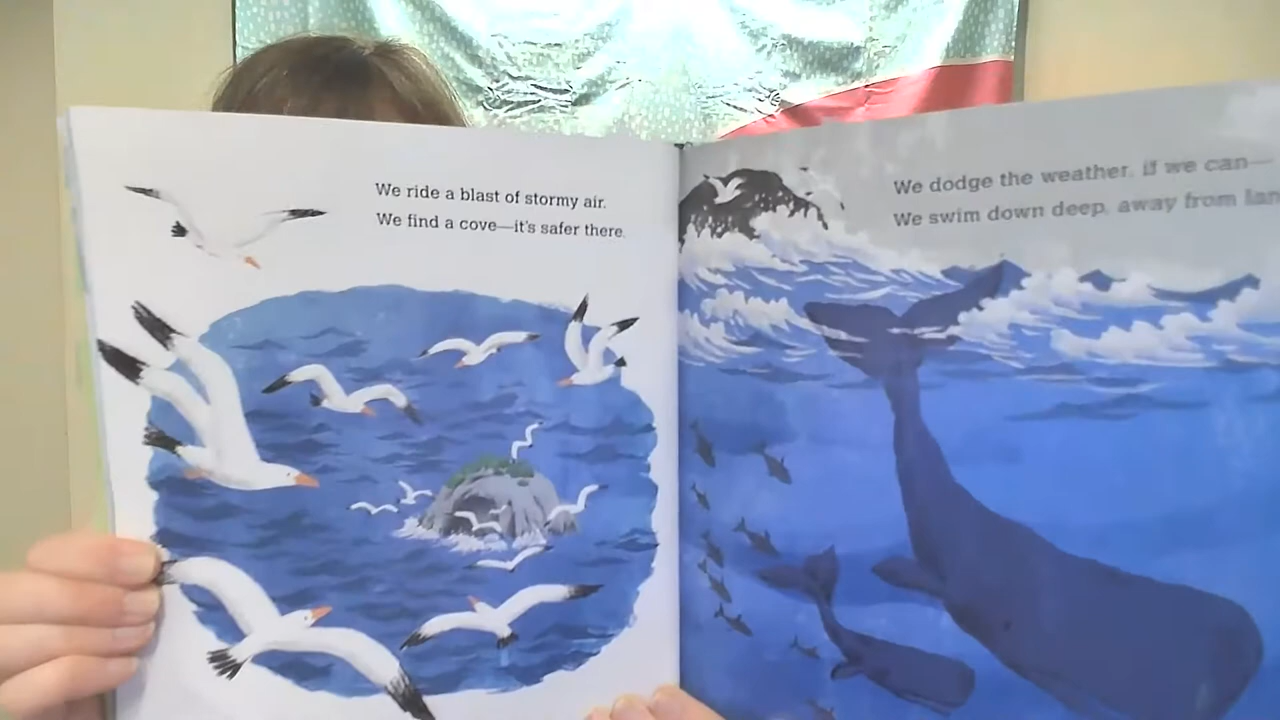 We ride a blast of stormy air.
We find a cove—it's safer there.
We dodge the weather, if we can—
We swim down deep, away from